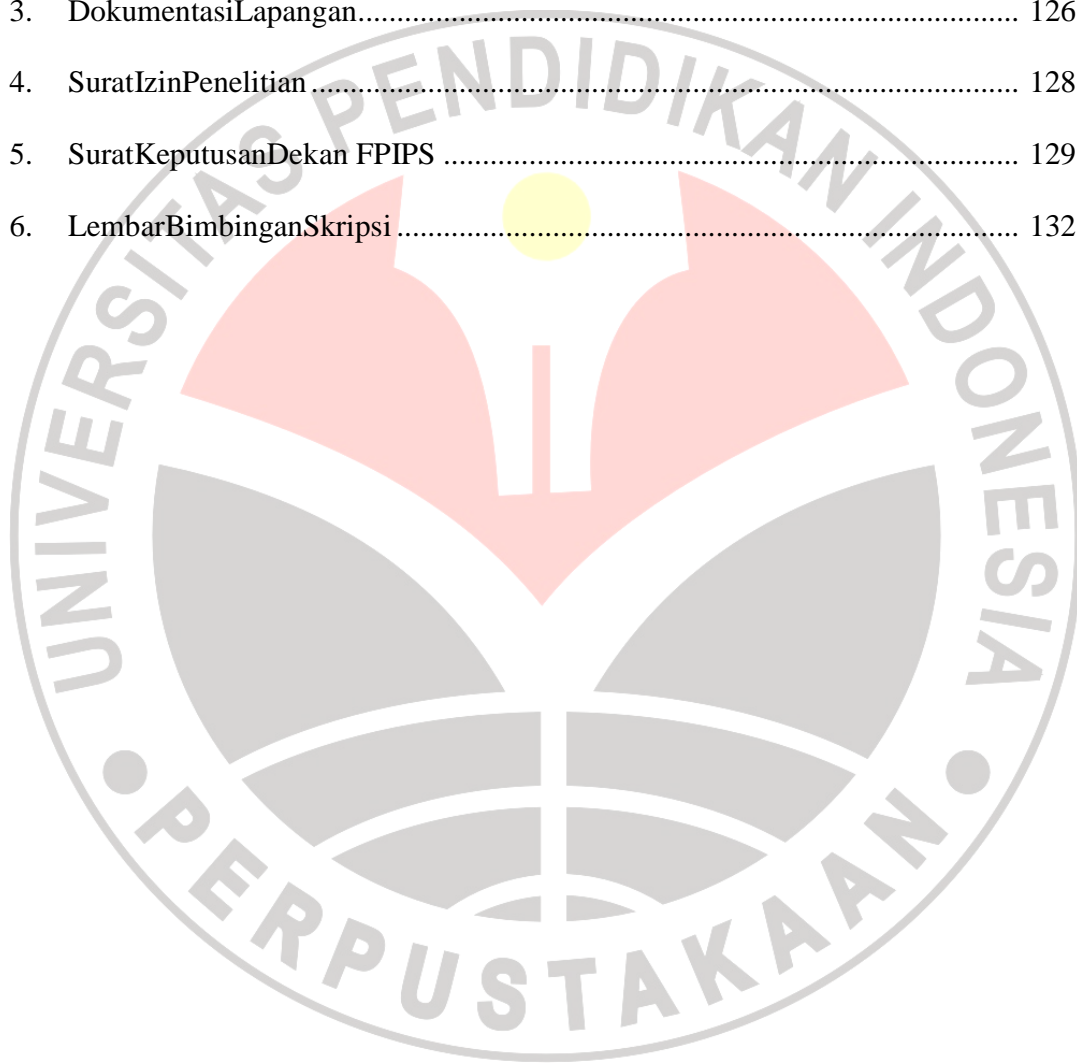 3. DokumentasiLapangan.......................................................................... 126
4. SuratIzinPenelitian ............................................................................... 128
5. SuratKeputusanDekan FPIPS ................................................................ 129
6. LembarBimbinganSkripsi ...................................................................... 132
UNIVERSITAS PENDIDIKAN INDONESIA
PERPUSTAKAAN